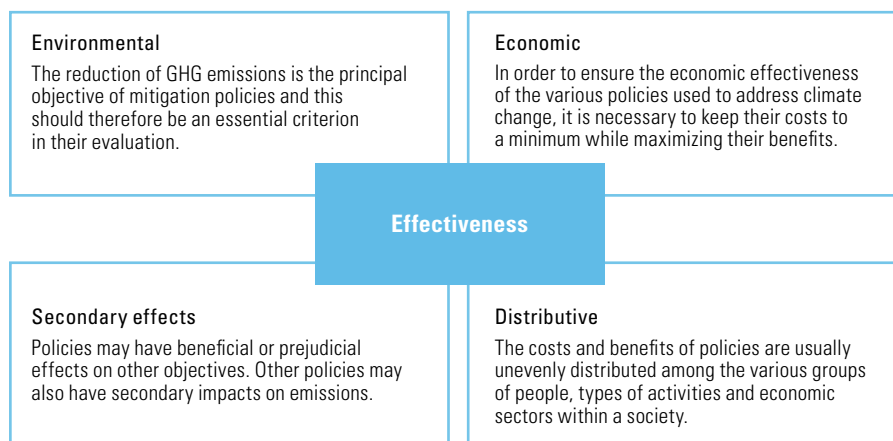 Environmental
The reduction of GHG emissions is the principal
objective of mitigation policies and this
should therefore be an essential criterion
in their evaluation.
Economic
In order to ensure the economic effectiveness
of the various policies used to address climate
change, it is necessary to keep their costs to
a minimum while maximizing their benefits.
Effectiveness
Secondary effects
Policies may have beneficial or prejudicial
effects on other objectives. Other policies may
also have secondary impacts on emissions.
Distributive
The costs and benefits of policies are usually
unevenly distributed among the various groups
of people, types of activities and economic
sectors within a society.